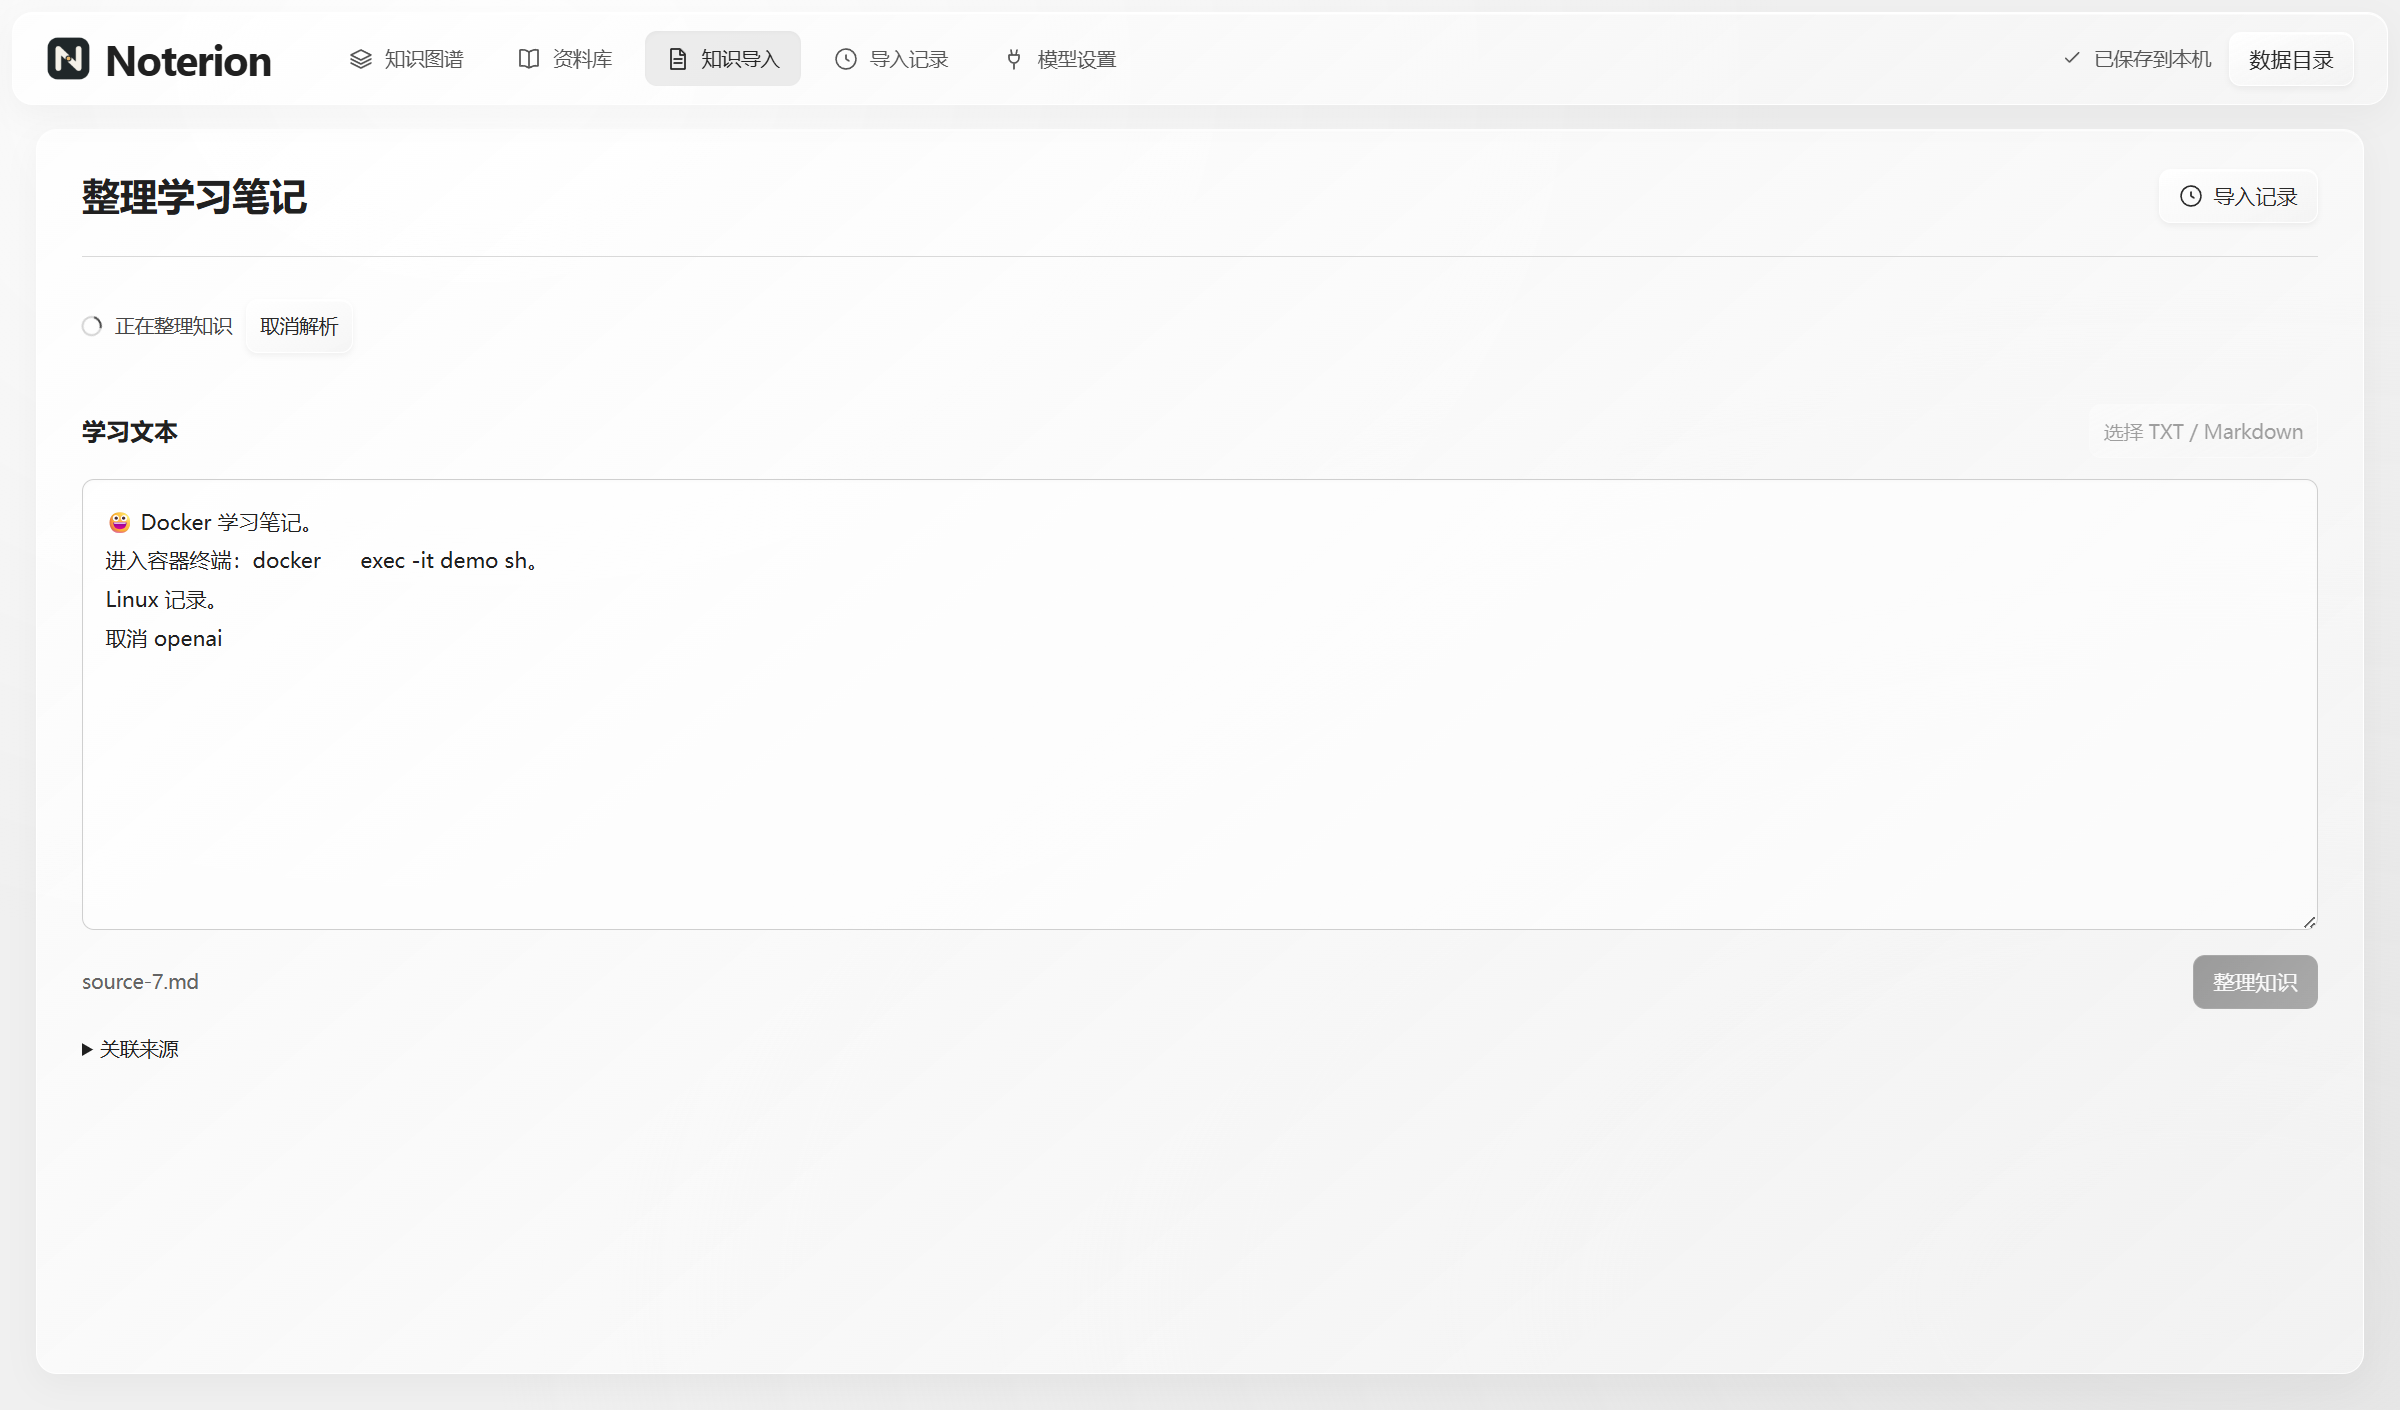 Noterion 知识图谱 资料库 知识导入 导入记录 模型设置 已保存到本机 数据目录
整理学习笔记 导入记录
正在整理知识 取消解析
学习文本 选择 TXT / Markdown
😀 Docker 学习笔记。
进入容器终端：docker      exec -it demo sh。
Linux 记录。
取消 openai
source-7.md 整理知识
▶ 关联来源